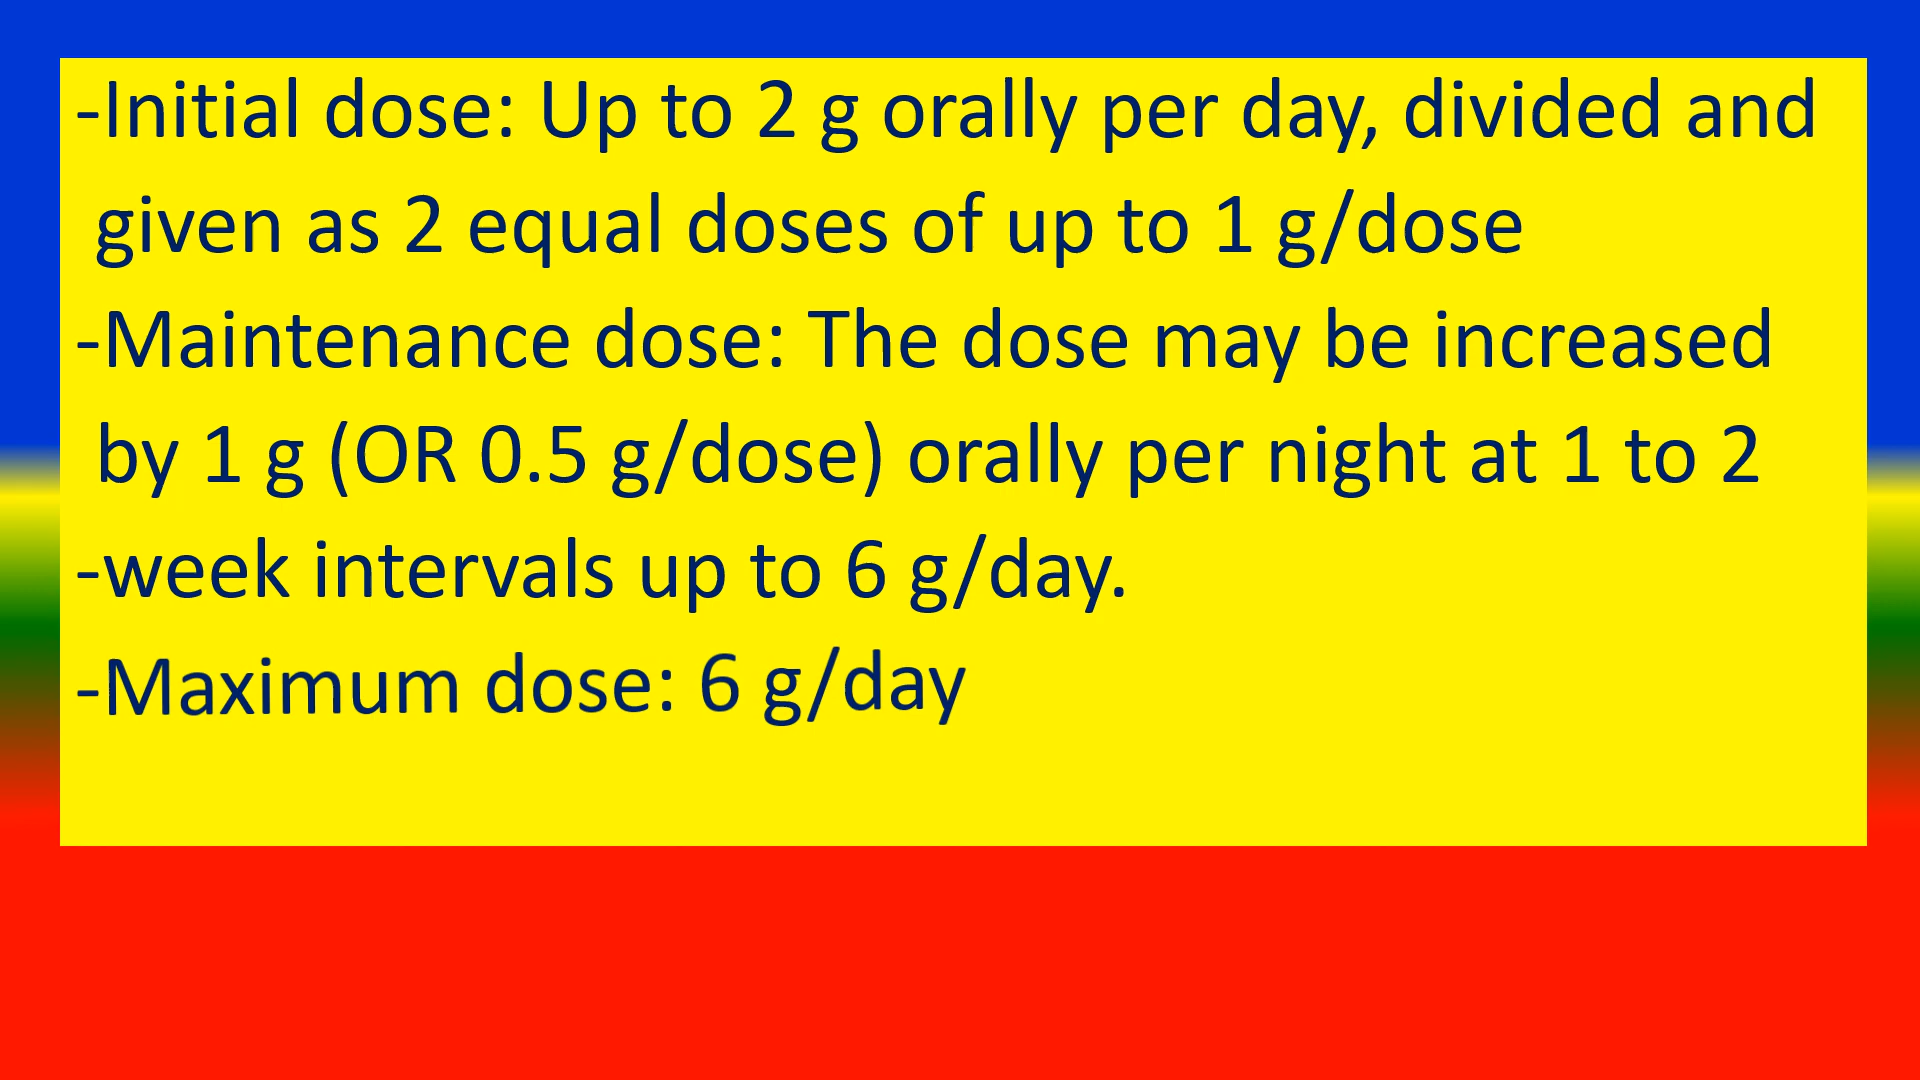 -Initial dose: Up to 2 g orally per day, divided and
given as 2 equal doses of up to 1 g/dose
-Maintenance dose: The dose may be increased
by 1 g (OR 0.5 g/dose) orally per night at 1 to 2
-week intervals up to 6 g/day.
-Maximum dose: 6 g/day